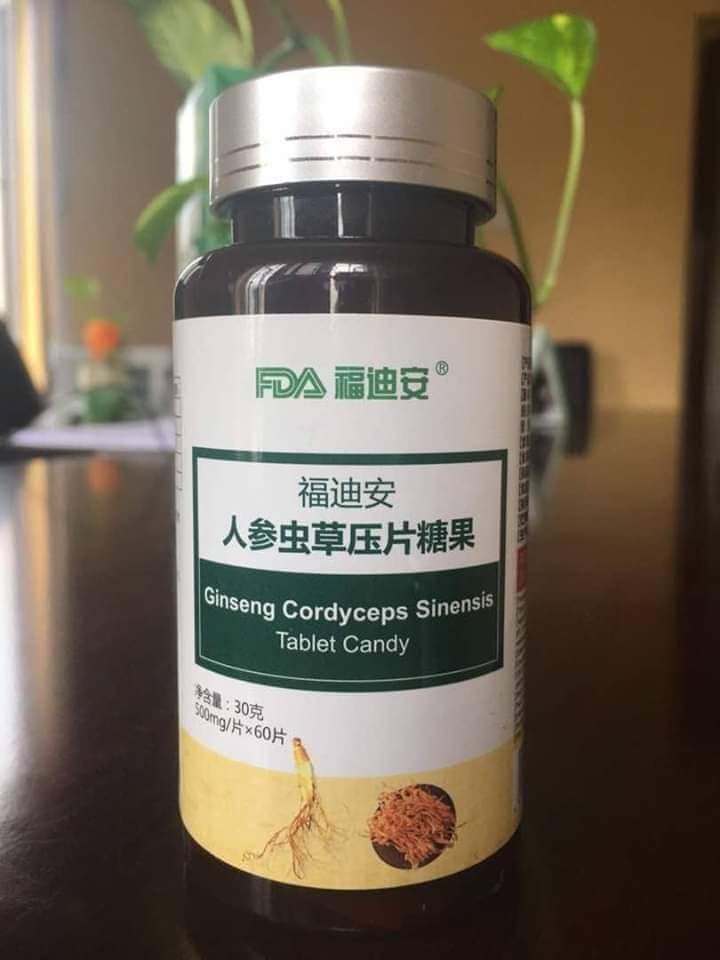 FDA 福迪安®
福迪安
人参虫草压片糖果
Ginseng Cordyceps Sinensis
Tablet Candy
净含量：30克
500mg/片×60片